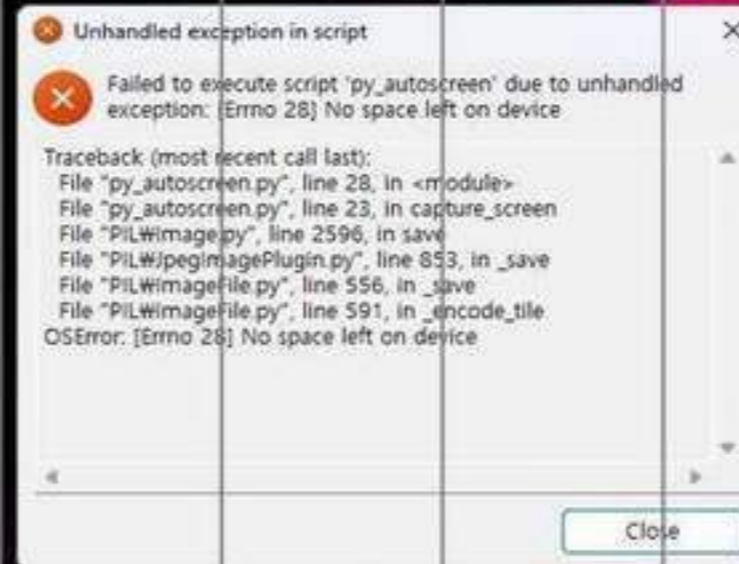 Unhandled exception in script
Failed to execute script 'py_autoscreen' due to unhandled
exception: [Errno 28] No space left on device
Traceback (most recent call last):
File "py_autoscreen.py", line 28, in <module>
File "py_autoscreen.py", line 23, in capture_screen
File "PIL₩Image.py", line 2596, in save
File "PIL₩JpegImagePlugin.py", line 853, in _save
File "PIL₩ImageFile.py", line 556, in _save
File "PIL₩ImageFile.py", line 591, in _encode_tile
OSError: [Errno 28] No space left on device
Close